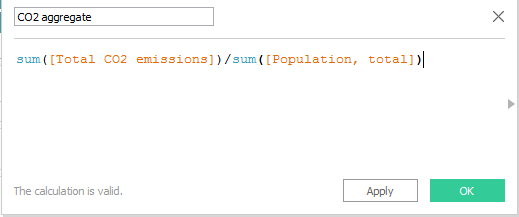 CO2 aggregate
sum([Total CO2 emissions])/sum([Population, total])
The calculation is valid.
Apply
OK